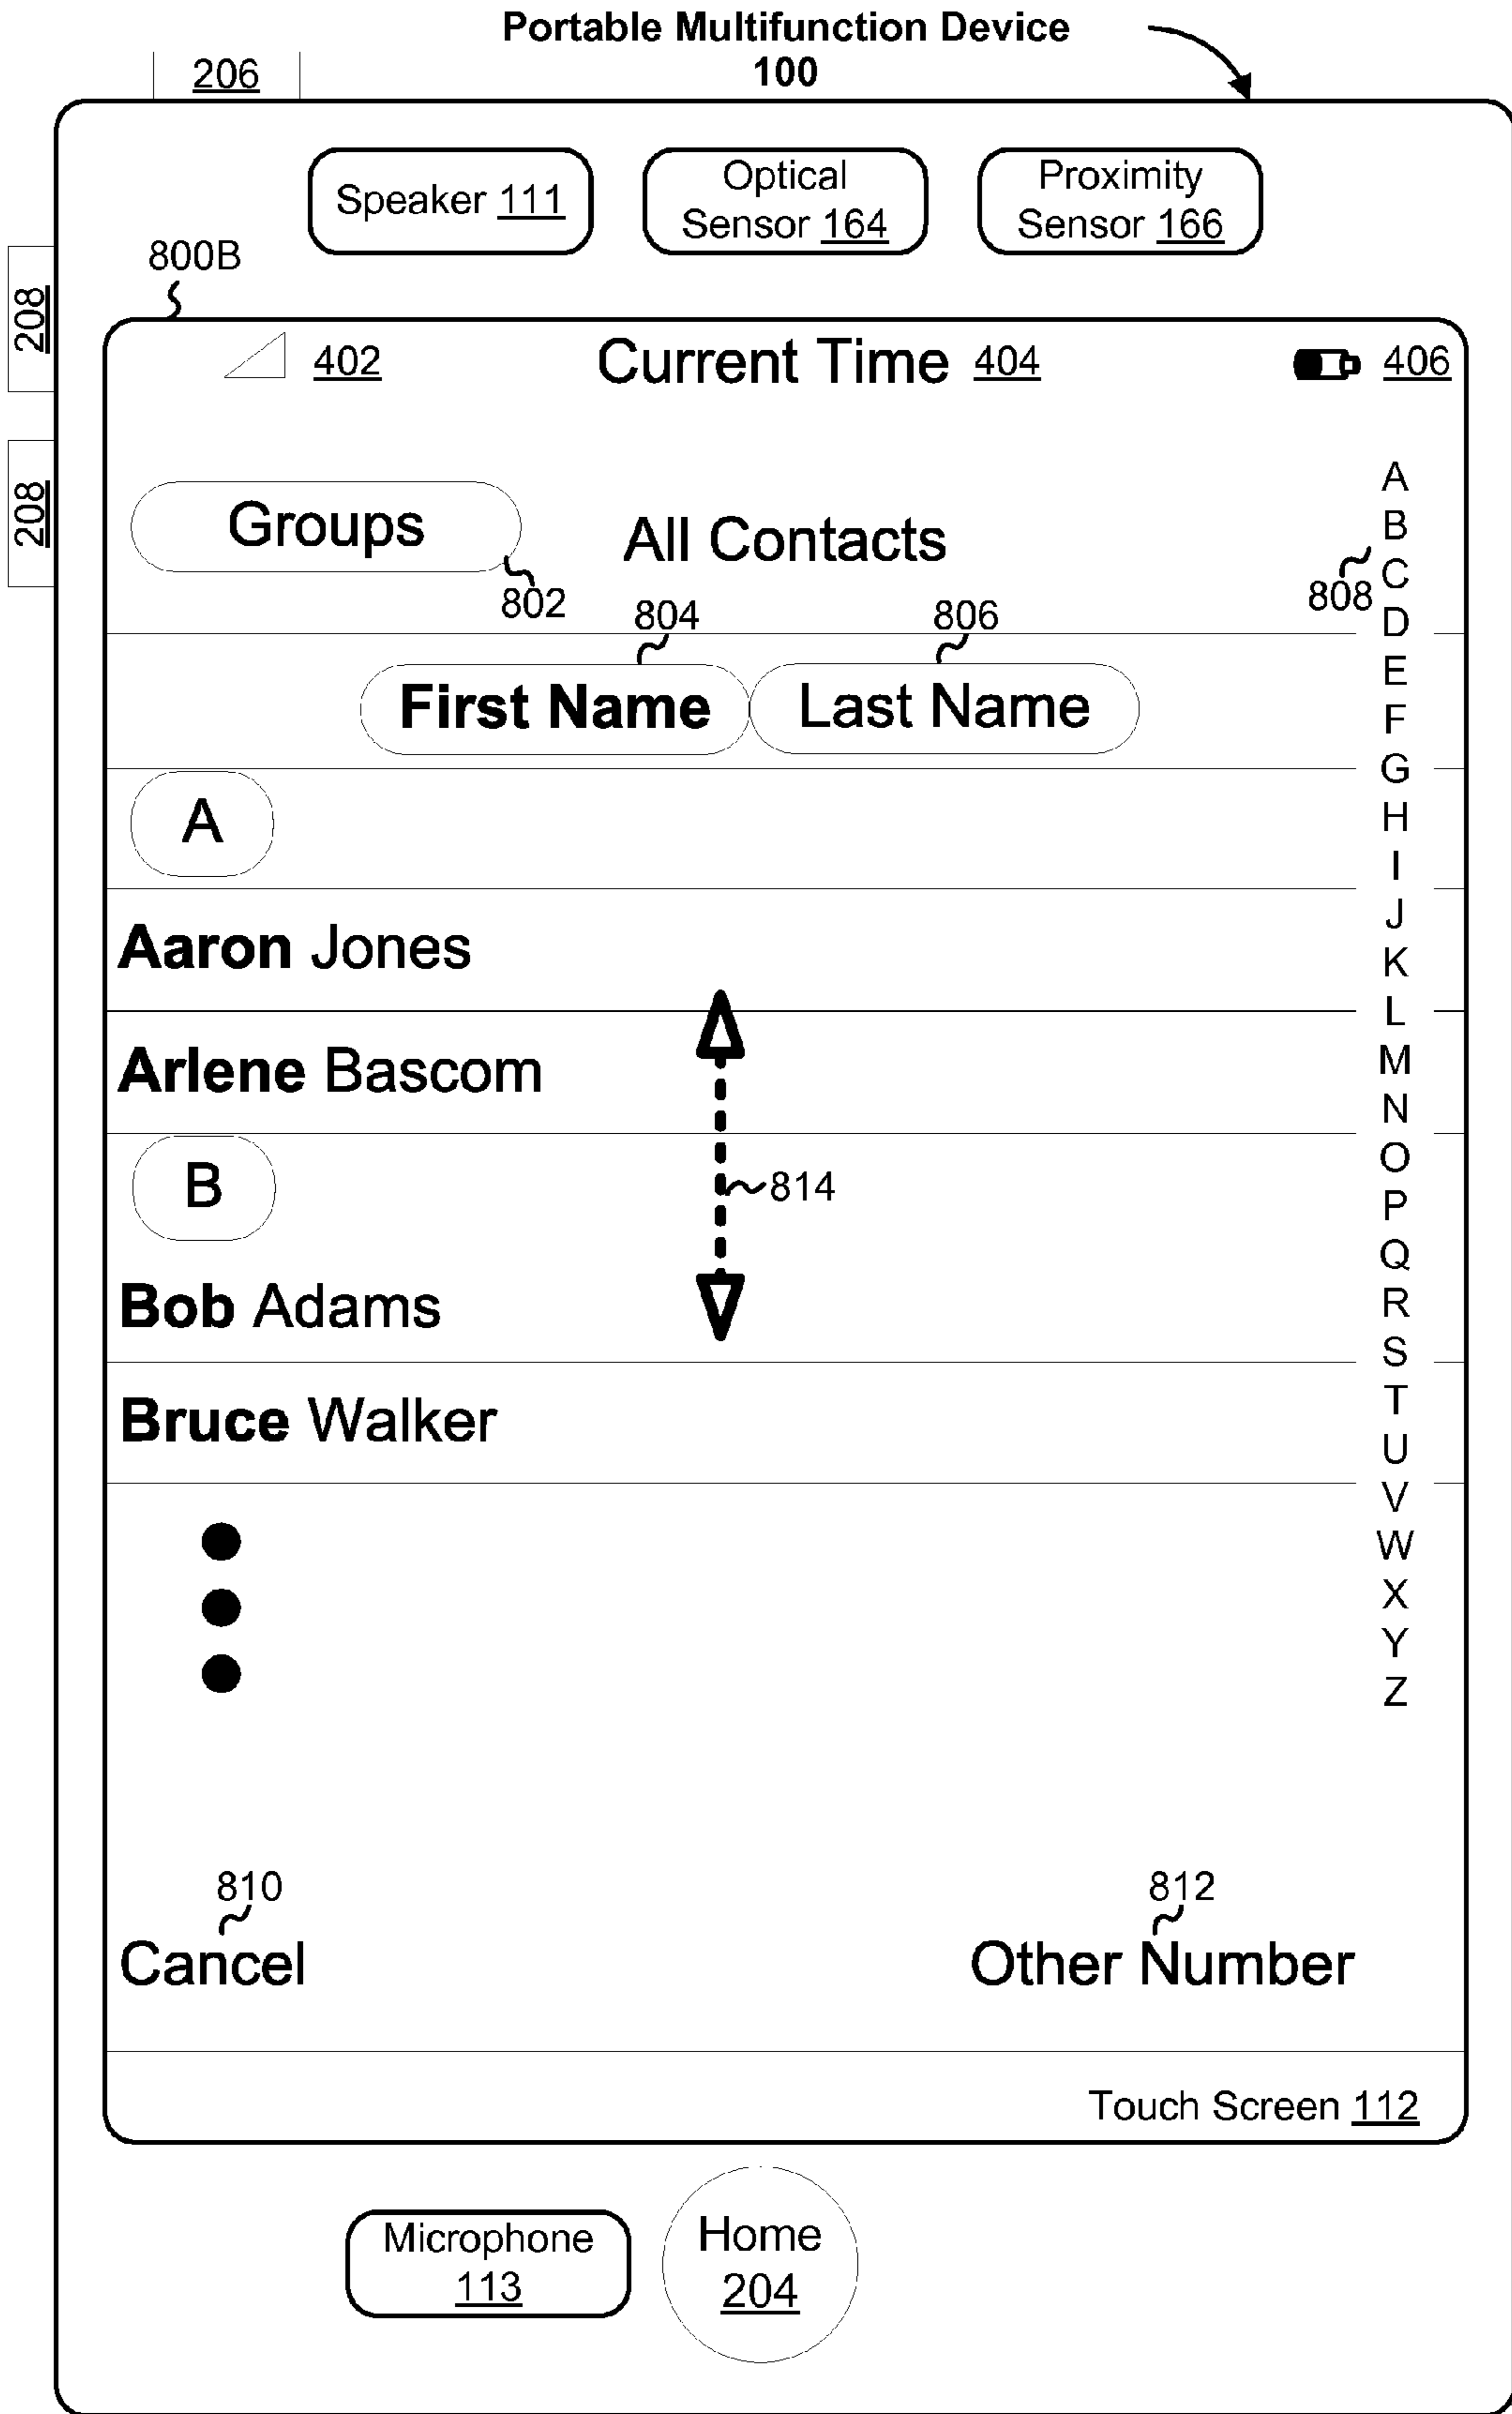 Portable Multifunction Device
100
206
Speaker 111
Optical
Sensor 164
Proximity
Sensor 166
800B
208
208
402
Current Time 404
406
Groups
802
All Contacts
808
804
806
First Name
Last Name
A
Aaron Jones
Arlene Bascom
B
814
Bob Adams
Bruce Walker
A
B
C
D
E
F
G
H
I
J
K
L
M
N
O
P
Q
R
S
T
U
V
W
X
Y
Z
810
Cancel
812
Other Number
Touch Screen 112
Microphone
113
Home
204